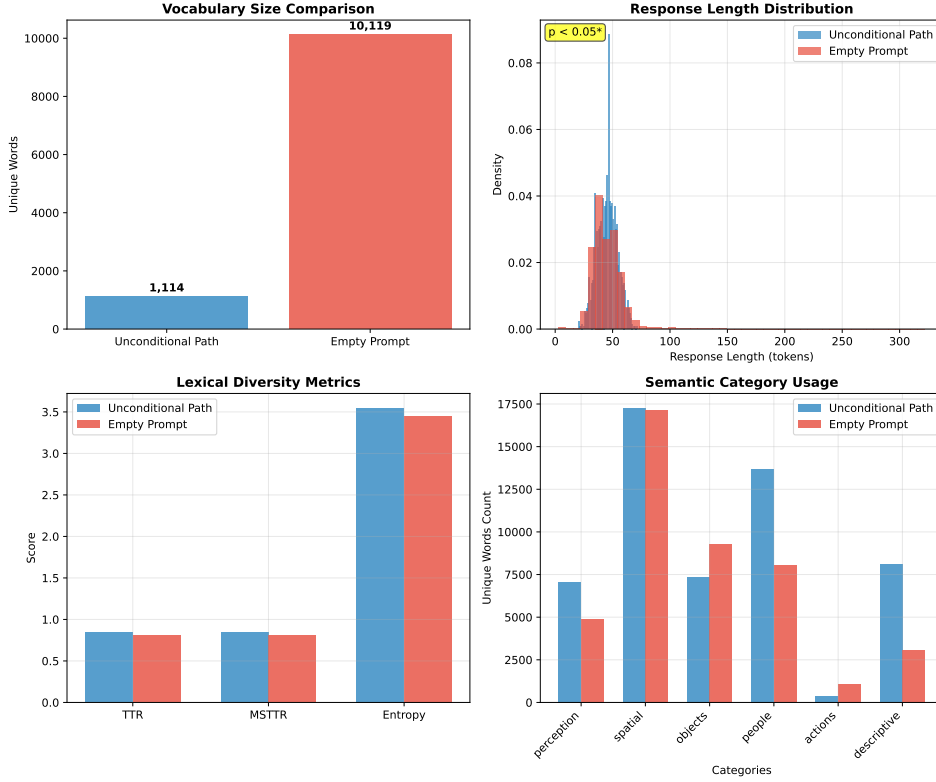 Vocabulary Size Comparison
10,119
1,114
10000
8000
6000
4000
2000
0
Unique Words
Unconditional Path
Empty Prompt
Response Length Distribution
p < 0.05*
Unconditional Path
Empty Prompt
0.08
0.06
0.04
0.02
0.00
Density
0
50
100
150
200
250
300
Response Length (tokens)
Lexical Diversity Metrics
Unconditional Path
Empty Prompt
3.5
3.0
2.5
2.0
1.5
1.0
0.5
0.0
Score
TTR
MSTTR
Entropy
Semantic Category Usage
Unconditional Path
Empty Prompt
17500
15000
12500
10000
7500
5000
2500
0
Unique Words Count
perception
spatial
objects
people
actions
descriptive
Categories